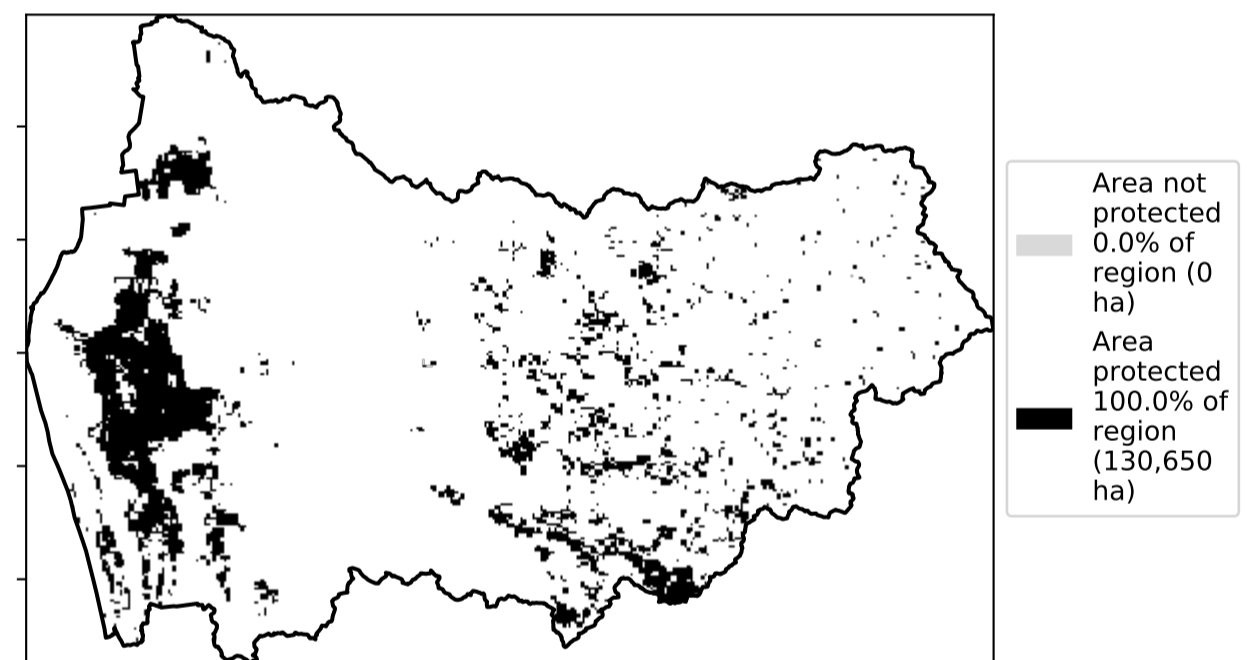 Area not
protected
0.0% of
region (0
ha)
Area
protected
100.0% of
region
(130,650
ha)